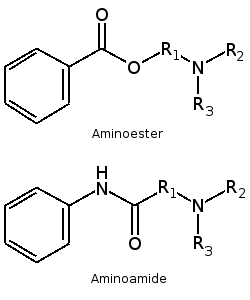 O
O R₁ N R₂
R₃
Aminoester
H
N R₁ N R₂
O R₃
Aminoamide